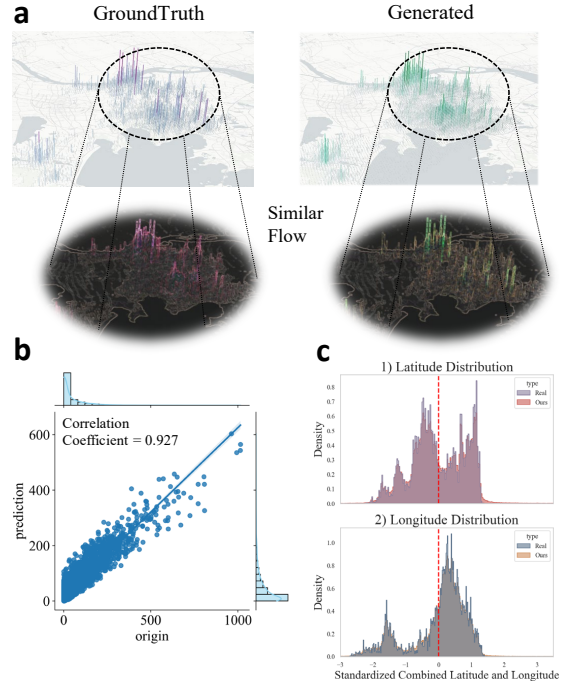 a
GroundTruth
Generated
Similar
Flow
b
Correlation
Coefficient = 0.927
600
400
200
0
prediction
0
500
1000
origin
c
1) Latitude Distribution
type
Real
Ours
0.8
0.7
0.6
0.5
0.4
0.3
0.2
0.1
0.0
Density
2) Longitude Distribution
type
Real
Ours
1.0
0.8
0.6
0.4
0.2
0.0
Density
−3
−2
−1
0
1
2
3
Standardized Combined Latitude and Longitude